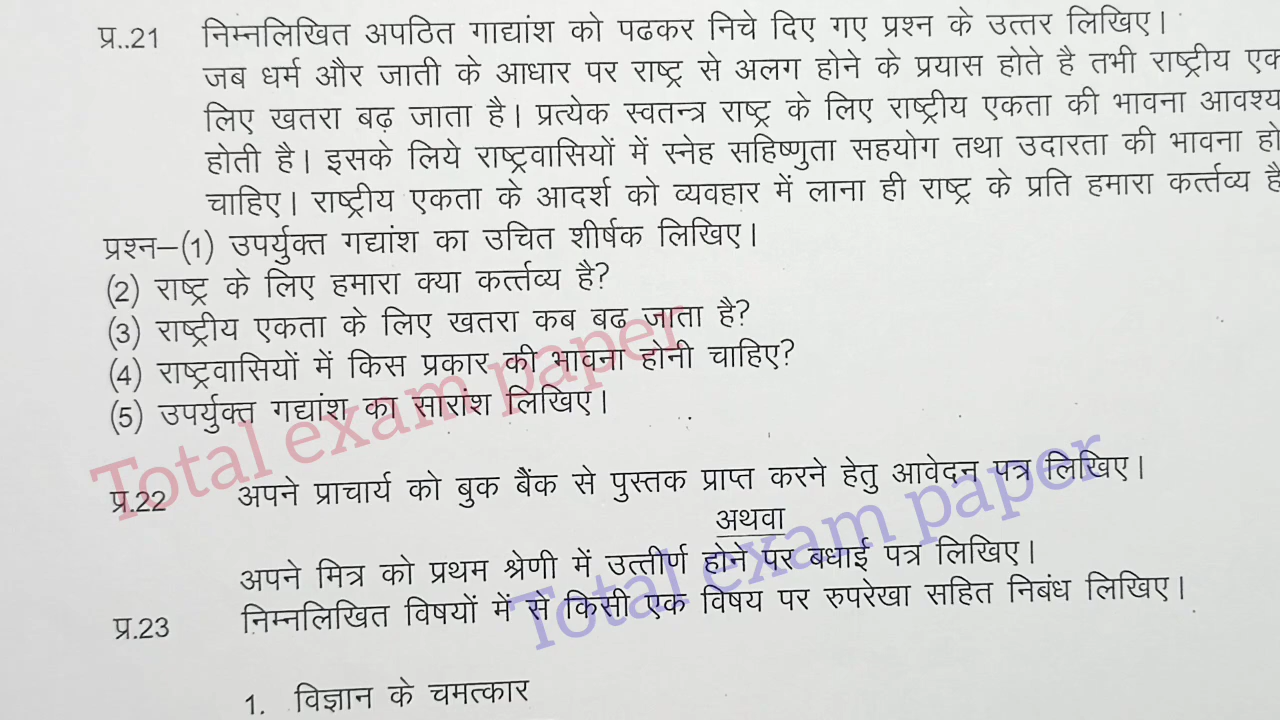 प्र..21 निम्नलिखित अपठित गाद्यांश को पढकर निचे दिए गए प्रश्न के उत्तर लिखिए।
जब धर्म और जाती के आधार पर राष्ट्र से अलग होने के प्रयास होते है तभी राष्ट्रीय एक
लिए खतरा बढ़ जाता है। प्रत्येक स्वतन्त्र राष्ट्र के लिए राष्ट्रीय एकता की भावना आवश्य
होती है। इसके लिये राष्ट्रवासियों में स्नेह सहिष्णुता सहयोग तथा उदारता की भावना हो
चाहिए। राष्ट्रीय एकता के आदर्श को व्यवहार में लाना ही राष्ट्र के प्रति हमारा कर्त्तव्य है
प्रश्न–(1) उपर्युक्त गद्यांश का उचित शीर्षक लिखिए।
(2) राष्ट्र के लिए हमारा क्या कर्त्तव्य है?
(3) राष्ट्रीय एकता के लिए खतरा कब बढ जाता है?
(4) राष्ट्रवासियों में किस प्रकार की भावना होनी चाहिए?
(5) उपर्युक्त गद्यांश का सारांश लिखिए।
Total exam paper
प्र.22 अपने प्राचार्य को बुक बैंक से पुस्तक प्राप्त करने हेतु आवेदन पत्र लिखिए।
अथवा
अपने मित्र को प्रथम श्रेणी में उत्तीर्ण होने पर बधाई पत्र लिखिए।
Total exam paper
प्र.23 निम्नलिखित विषयों में से किसी एक विषय पर रुपरेखा सहित निबंध लिखिए।
1. विज्ञान के चमत्कार